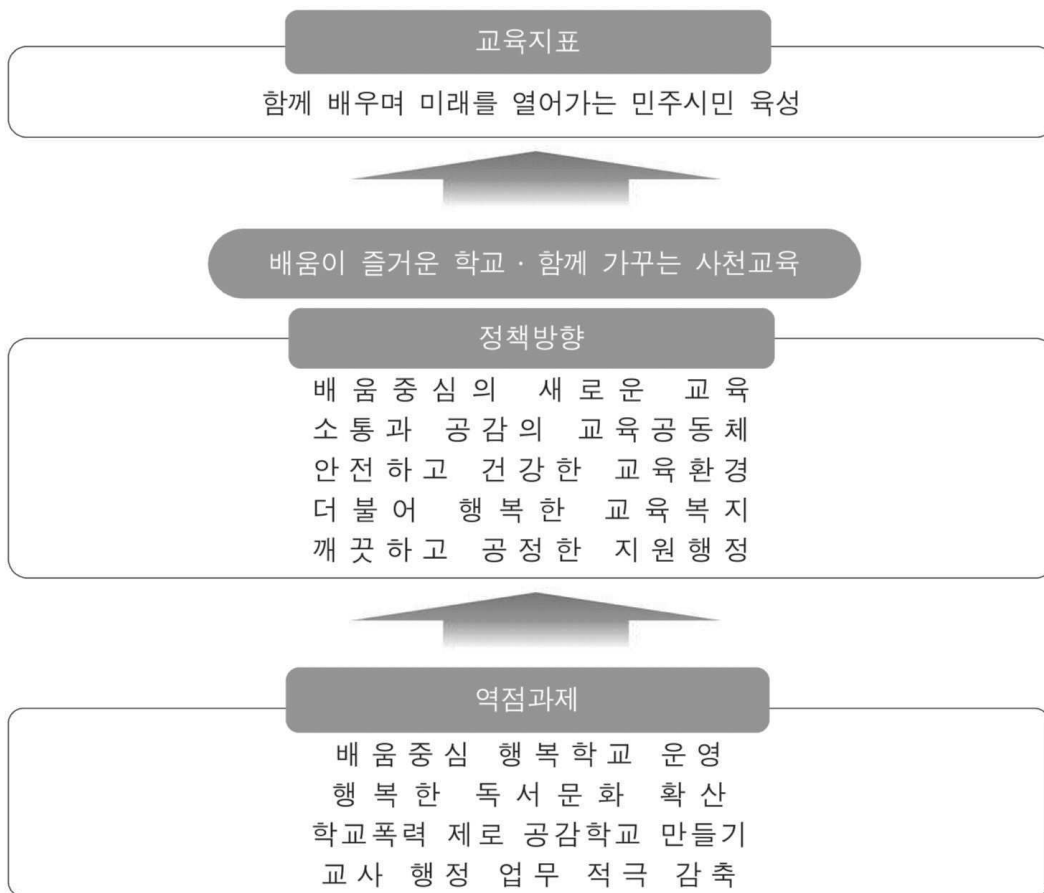 교육지표
함께 배우며 미래를 열어가는 민주시민 육성
배움이 즐거운 학교 · 함께 가꾸는 사천교육
정책방향
배움중심의 새로운 교육
소통과 공감의 교육공동체
안전하고 건강한 교육환경
더불어 행복한 교육복지
깨끗하고 공정한 지원행정
역점과제
배움중심 행복학교 운영
행복한 독서문화 확산
학교폭력 제로 공감학교 만들기
교사 행정 업무 적극 감축